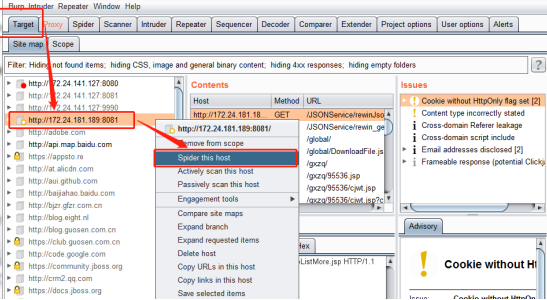 Burp Intruder Repeater Window Help
Target Proxy Spider Scanner Intruder Repeater Sequencer Decoder Comparer Extender Project options User options Alerts
Site map Scope
Filter: Hiding not found items; hiding CSS, image and general binary content; hiding 4xx responses; hiding empty folders
?
http://172.24.141.127:8080
http://172.24.141.127:8081
http://172.24.141.127:9990
http://172.24.181.189:8081
http://adobe.com
http://api.map.baidu.com
https://appsto.re
http://at.alicdn.com
http://aui.github.com
http://baijiahao.baidu.com
http://bjzr.gfzr.com.cn
http://blog.eight.nl
http://blog.guosen.com.cn
https://club.guosen.com.cn
http://code.google.com
https://community.jboss.org
http://crm2.qq.com
https://docs.jboss.org
Contents
Host Method URL
http://172.24.181.18... GET /JSONService/rewinJso
/JSONService/rewin_ge
/global/
/global/DownloadFile.js
/gxzq/
/gxzq/95536.jsp
/gxzq/95536/cjwt.jsp
/gxzq/95536/cjwt.jsp?c
http://172.24.181.189:8081/
Remove from scope
Spider this host
Actively scan this host
Passively scan this host
Engagement tools
Compare site maps
Expand branch
Expand requested items
Delete host
Copy URLs in this host
Copy links in this host
Save selected items
Hex
ListMore.jsp HTTP/1.1
Issues
Cookie without HttpOnly flag set [2]
Content type incorrectly stated
Cross-domain Referer leakage
Cross-domain script include
Email addresses disclosed [2]
Frameable response (potential Clickj
Advisory
Cookie without Htt
Issue: Cookie without HttpOn